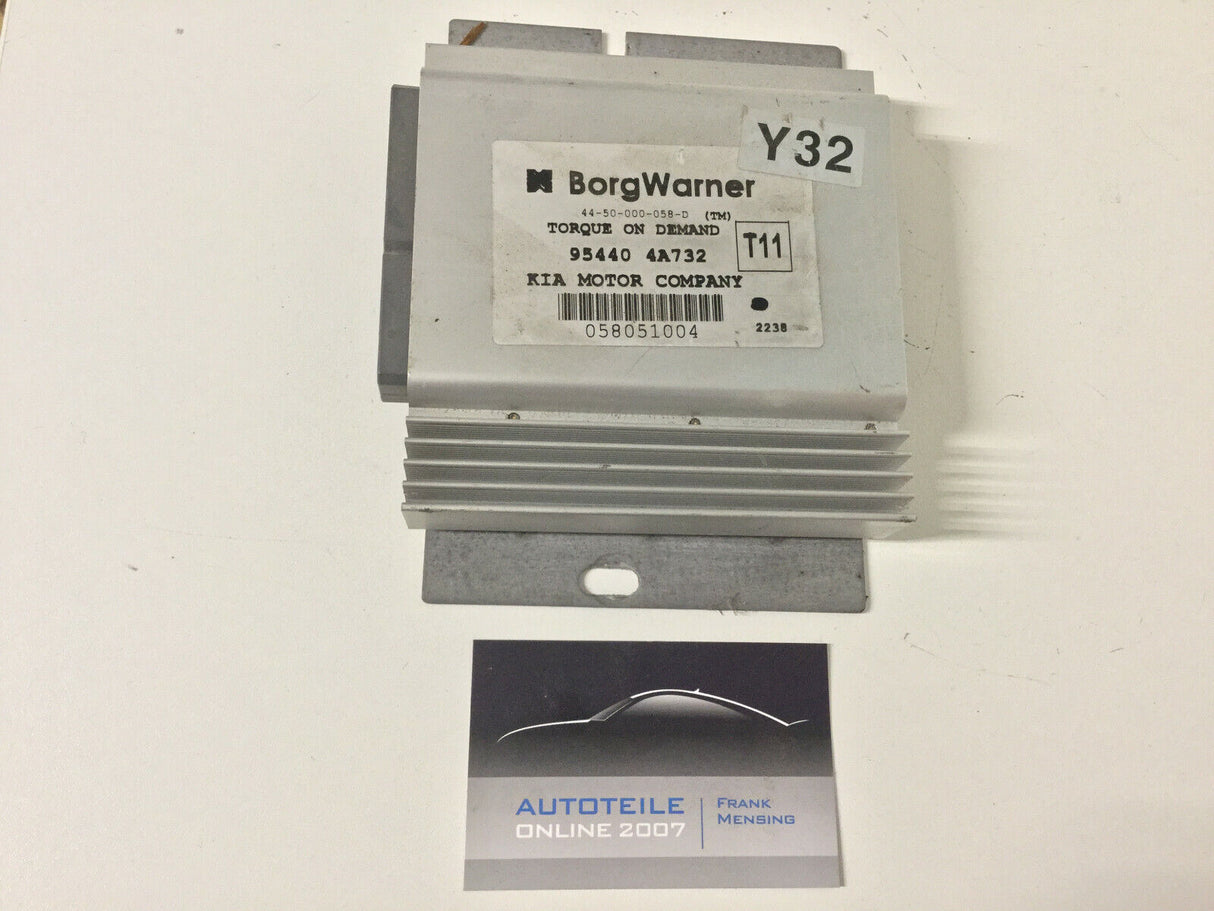 Y32
BorgWarner
44-50-000-058-D (TM)
TORQUE ON DEMAND
95440 4A732
T11
KIA MOTOR COMPANY
058051004
2238
AUTOTEILE
ONLINE 2007
FRANK
MENSING